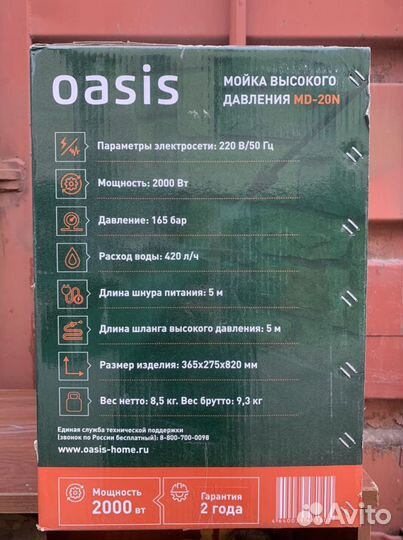 oasis
МОЙКА ВЫСОКОГО
ДАВЛЕНИЯ MD-20N
Параметры электросети: 220 В/50 Гц
Мощность: 2000 Вт
Давление: 165 бар
Расход воды: 420 л/ч
Длина шнура питания: 5 м
Длина шланга высокого давления: 5 м
Размер изделия: 365х275х820 мм
Вес нетто: 8,5 кг. Вес брутто: 9,3 кг
Единая служба технической поддержки
(звонок по России бесплатный): 8-800-700-0098
www.oasis-home.ru
Мощность
2000 вт
Гарантия
2 года
Avito